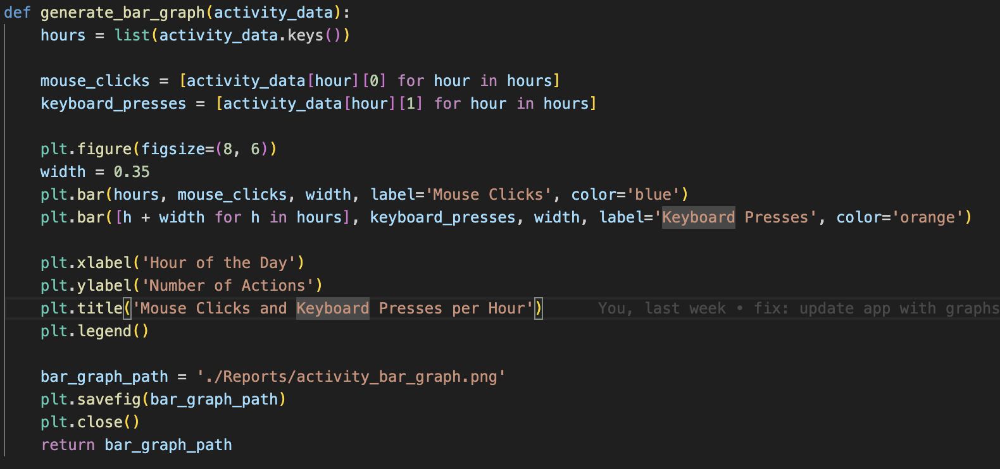 def generate_bar_graph(activity_data):
    hours = list(activity_data.keys())

    mouse_clicks = [activity_data[hour][0] for hour in hours]
    keyboard_presses = [activity_data[hour][1] for hour in hours]

    plt.figure(figsize=(8, 6))
    width = 0.35
    plt.bar(hours, mouse_clicks, width, label='Mouse Clicks', color='blue')
    plt.bar([h + width for h in hours], keyboard_presses, width, label='Keyboard Presses', color='orange')

    plt.xlabel('Hour of the Day')
    plt.ylabel('Number of Actions')
    plt.title('Mouse Clicks and Keyboard Presses per Hour')      You, last week • fix: update app with graphs
    plt.legend()

    bar_graph_path = './Reports/activity_bar_graph.png'
    plt.savefig(bar_graph_path)
    plt.close()
    return bar_graph_path